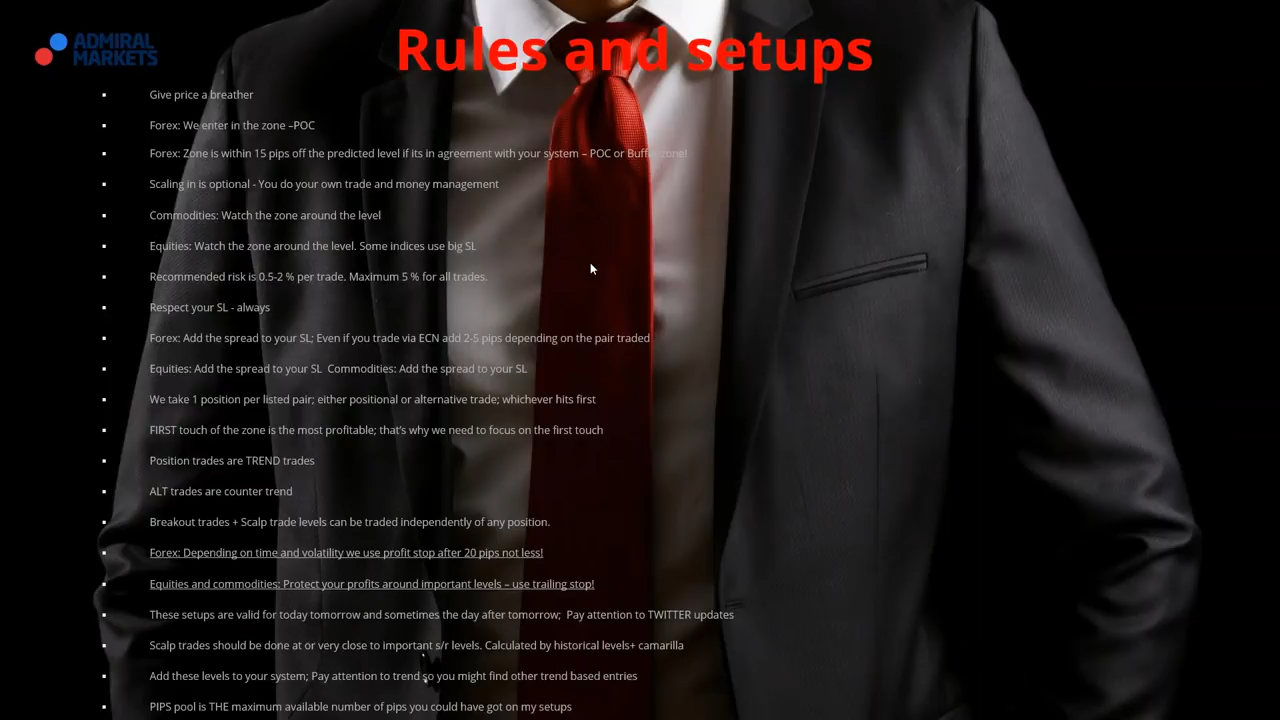 ADMIRAL
MARKETS
Rules and setups
Give price a breather
Forex: We enter in the zone –POC
Forex: Zone is within 15 pips off the predicted level if its in agreement with your system – POC or Buffer zone!
Scaling in is optional - You do your own trade and money management
Commodities: Watch the zone around the level
Equities: Watch the zone around the level. Some indices use big SL
Recommended risk is 0.5-2 % per trade. Maximum 5 % for all trades.
Respect your SL - always
Forex: Add the spread to your SL; Even if you trade via ECN add 2-5 pips depending on the pair traded
Equities: Add the spread to your SL  Commodities: Add the spread to your SL
We take 1 position per listed pair; either positional or alternative trade; whichever hits first
FIRST touch of the zone is the most profitable; that's why we need to focus on the first touch
Position trades are TREND trades
ALT trades are counter trend
Breakout trades + Scalp trade levels can be traded independently of any position.
Forex: Depending on time and volatility we use profit stop after 20 pips not less!
Equities and commodities: Protect your profits around important levels – use trailing stop!
These setups are valid for today tomorrow and sometimes the day after tomorrow;  Pay attention to TWITTER updates
Scalp trades should be done at or very close to important s/r levels. Calculated by historical levels+ camarilla
Add these levels to your system; Pay attention to trend so you might find other trend based entries
PIPS pool is THE maximum available number of pips you could have got on my setups